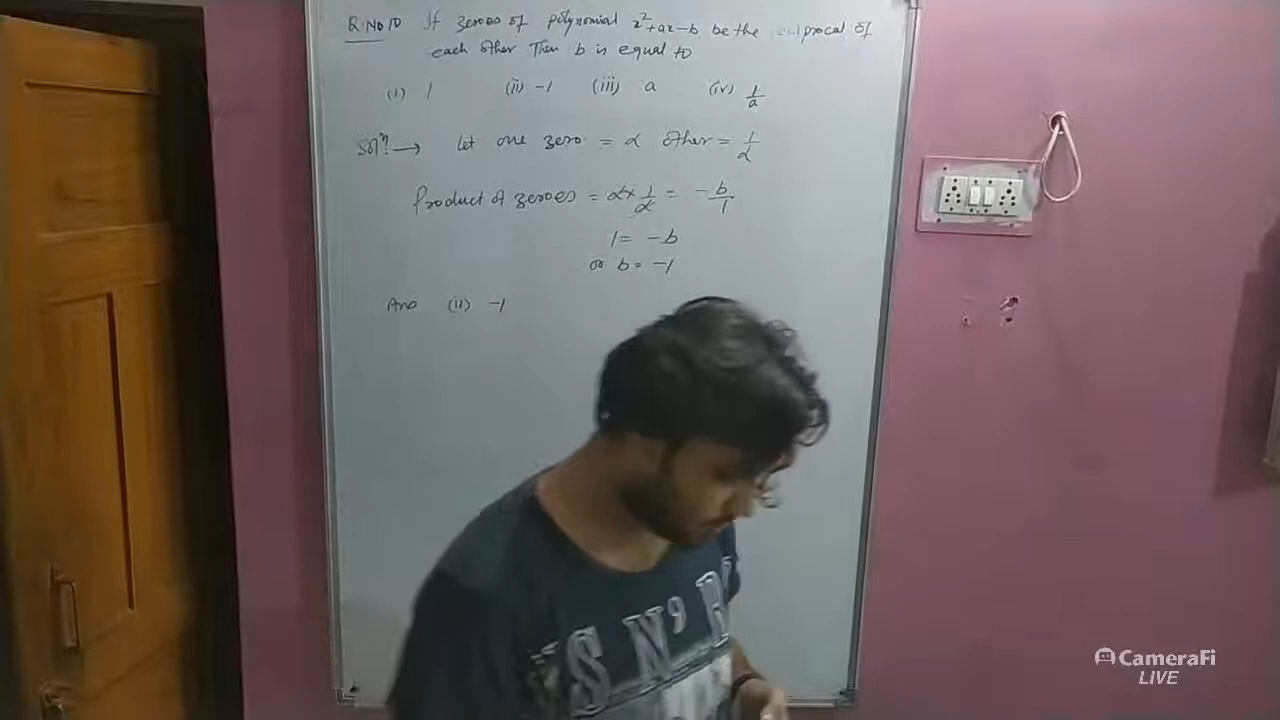 Q.No 10 If zeroes of polynomial x²+ax-b be the reciprocal of
each other Then b is equal to
(i) 1 (ii) -1 (iii) a (iv) 1/a
Solⁿ. → Let one zero = α other = 1/α
Product of zeroes = α × 1/α = -b/1
1 = -b
or b = -1
Ans (ii) -1
S N'
CameraFi
LIVE